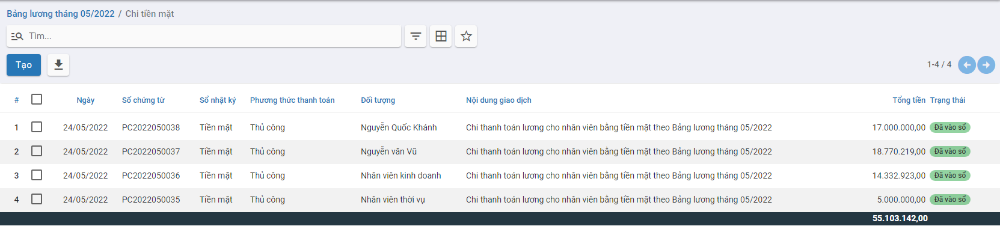 Bảng lương tháng 05/2022 / Chi tiền mặt
Tìm...
Tạo
1-4 / 4
# Ngày Số chứng từ Sổ nhật ký Phương thức thanh toán Đối tượng Nội dung giao dịch Tổng tiền Trạng thái
1 24/05/2022 PC2022050038 Tiền mặt Thủ công Nguyễn Quốc Khánh Chi thanh toán lương cho nhân viên bằng tiền mặt theo Bảng lương tháng 05/2022 17.000.000,00 Đã vào sổ
2 24/05/2022 PC2022050037 Tiền mặt Thủ công Nguyễn văn Vũ Chi thanh toán lương cho nhân viên bằng tiền mặt theo Bảng lương tháng 05/2022 18.770.219,00 Đã vào sổ
3 24/05/2022 PC2022050036 Tiền mặt Thủ công Nhân viên kinh doanh Chi thanh toán lương cho nhân viên bằng tiền mặt theo Bảng lương tháng 05/2022 14.332.923,00 Đã vào sổ
4 24/05/2022 PC2022050035 Tiền mặt Thủ công Nhân viên thời vụ Chi thanh toán lương cho nhân viên bằng tiền mặt theo Bảng lương tháng 05/2022 5.000.000,00 Đã vào sổ
55.103.142,00